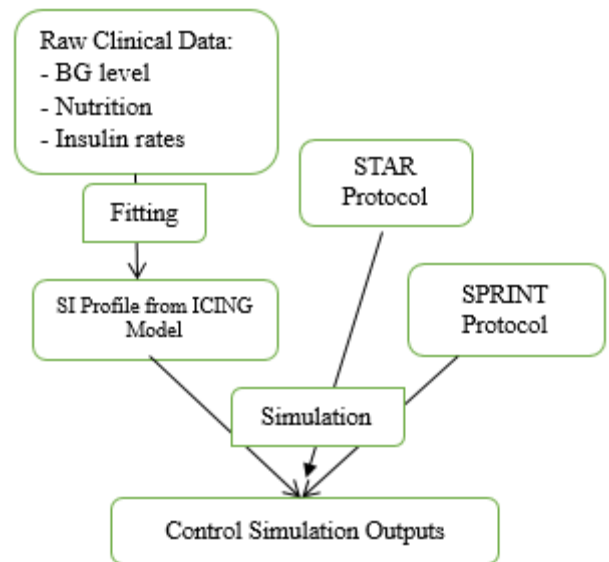 Raw Clinical Data:
- BG level
- Nutrition
- Insulin rates
Fitting
STAR
Protocol
SI Profile from ICING
Model
SPRINT
Protocol
Simulation
Control Simulation Outputs